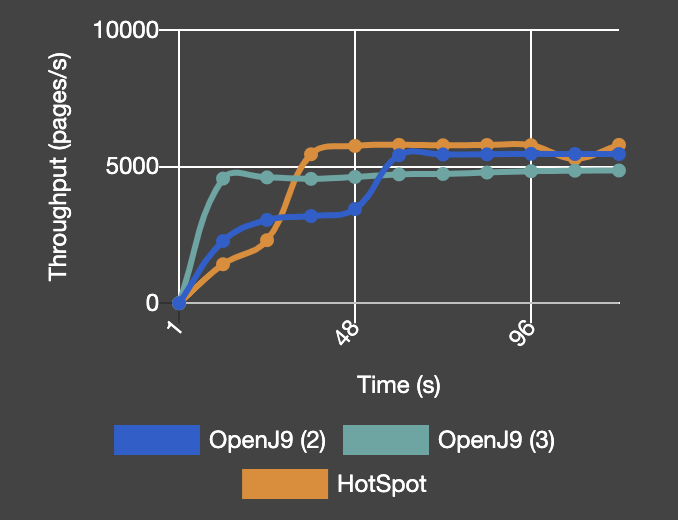 10000
5000
0
Throughput (pages/s)
1
48
96
Time (s)
OpenJ9 (2)
OpenJ9 (3)
HotSpot